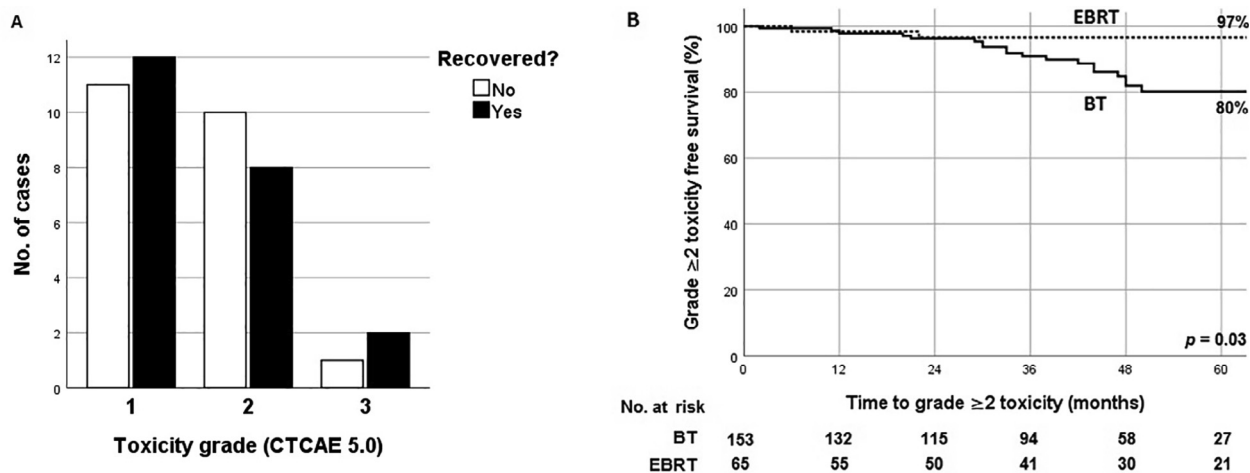 A
Recovered?
No
Yes
12
10
8
6
4
2
0
No. of cases
1 2 3
Toxicity grade (CTCAE 5.0)
B
EBRT
97%
BT
80%
p = 0.03
100
80
60
40
20
0
Grade ≥2 toxicity free survival (%)
0 12 24 36 48 60
Time to grade ≥2 toxicity (months)
No. at risk
BT 153 132 115 94 58 27
EBRT 65 55 50 41 30 21